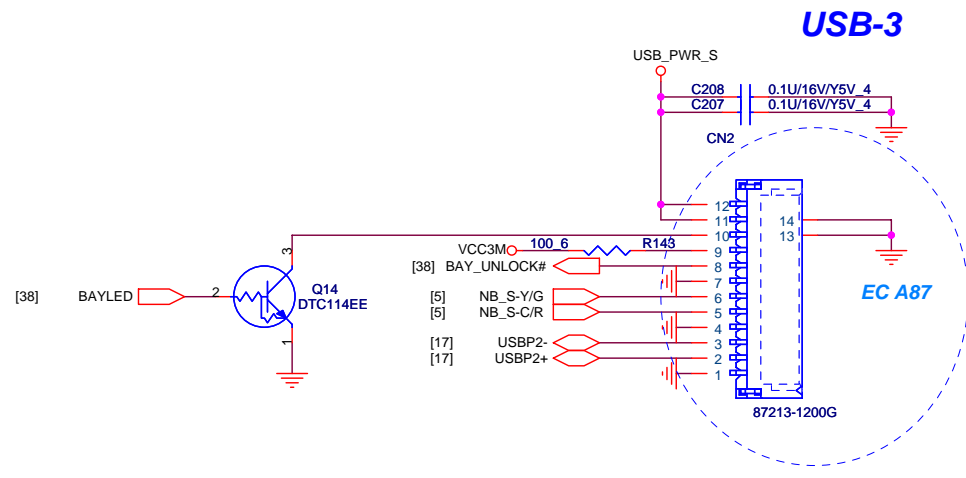 USB-3
USB_PWR_S
C208 0.1U/16V/Y5V_4
C207 0.1U/16V/Y5V_4
CN2
12
11
10
9
8
7
6
5
4
3
2
1
14
13
VCC3M 100_6 R143
[38] BAY_UNLOCK#
[5] NB_S-Y/G
[5] NB_S-C/R
[17] USBP2-
[17] USBP2+
[38] BAYLED
2
3
1
Q14
DTC114EE
EC A87
87213-1200G